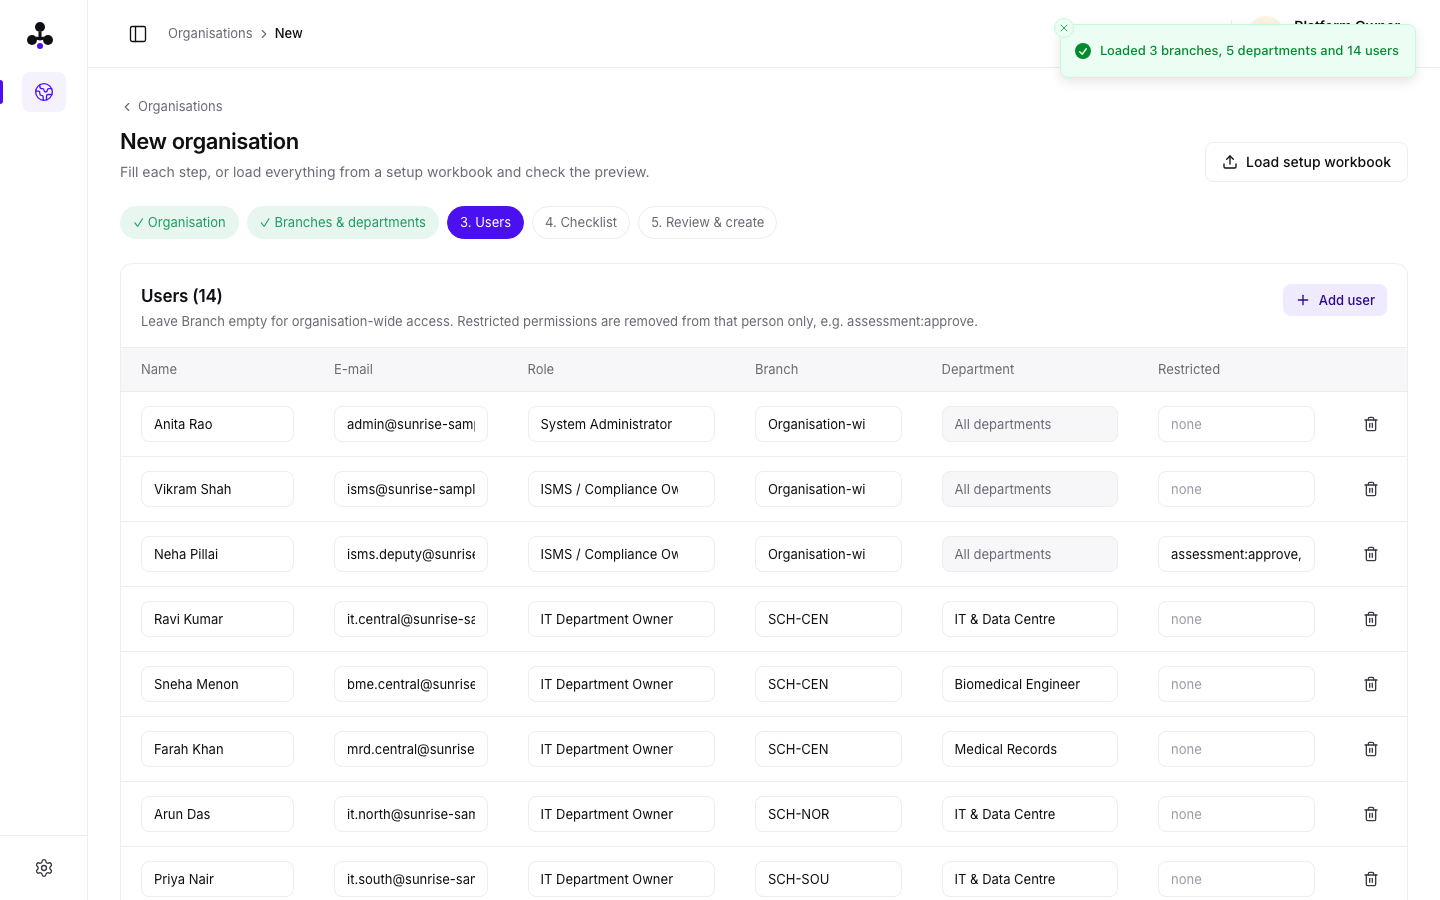 Organisations > New
Loaded 3 branches, 5 departments and 14 users
Organisations
New organisation
Fill each step, or load everything from a setup workbook and check the preview.
Load setup workbook
Organisation
Branches & departments
3. Users
4. Checklist
5. Review & create
Users (14)
Leave Branch empty for organisation-wide access. Restricted permissions are removed from that person only, e.g. assessment:approve.
Add user
Name E-mail Role Branch Department Restricted
Anita Rao admin@sunrise-sam System Administrator Organisation-wi All departments none
Vikram Shah isms@sunrise-sampl ISMS / Compliance Ow Organisation-wi All departments none
Neha Pillai isms.deputy@sunrise ISMS / Compliance Ow Organisation-wi All departments assessment:approve,
Ravi Kumar it.central@sunrise-sa IT Department Owner SCH-CEN IT & Data Centre none
Sneha Menon bme.central@sunrise IT Department Owner SCH-CEN Biomedical Engineer none
Farah Khan mrd.central@sunrise IT Department Owner SCH-CEN Medical Records none
Arun Das it.north@sunrise-sam IT Department Owner SCH-NOR IT & Data Centre none
Priya Nair it.south@sunrise-sam IT Department Owner SCH-SOU IT & Data Centre none